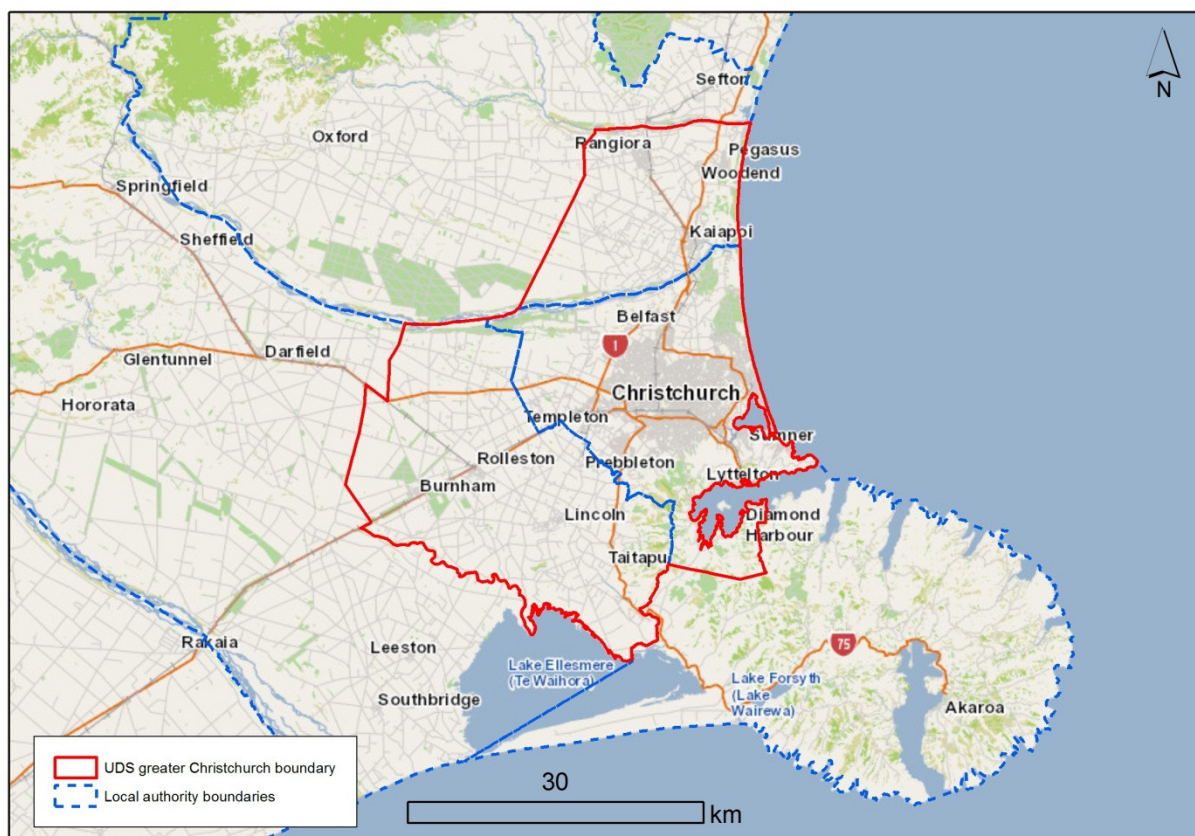 N
Sefton
Oxford
Rangiora
Pegasus
Woodend
Springfield
Kaiapoi
Sheffield
Belfast
1
Darfield
Glentunnel
Christchurch
Hororata
Templeton
Sumner
Rolleston
Prebbleton
Lyttelton
Burnham
Lincoln
Diamond
Harbour
Taitapu
Rakaia
Leeston
75
Lake Ellesmere
(Te Waihora)
Lake Forsyth
(Lake
Wairewa)
Southbridge
Akaroa
UDS greater Christchurch boundary
Local authority boundaries
30
km